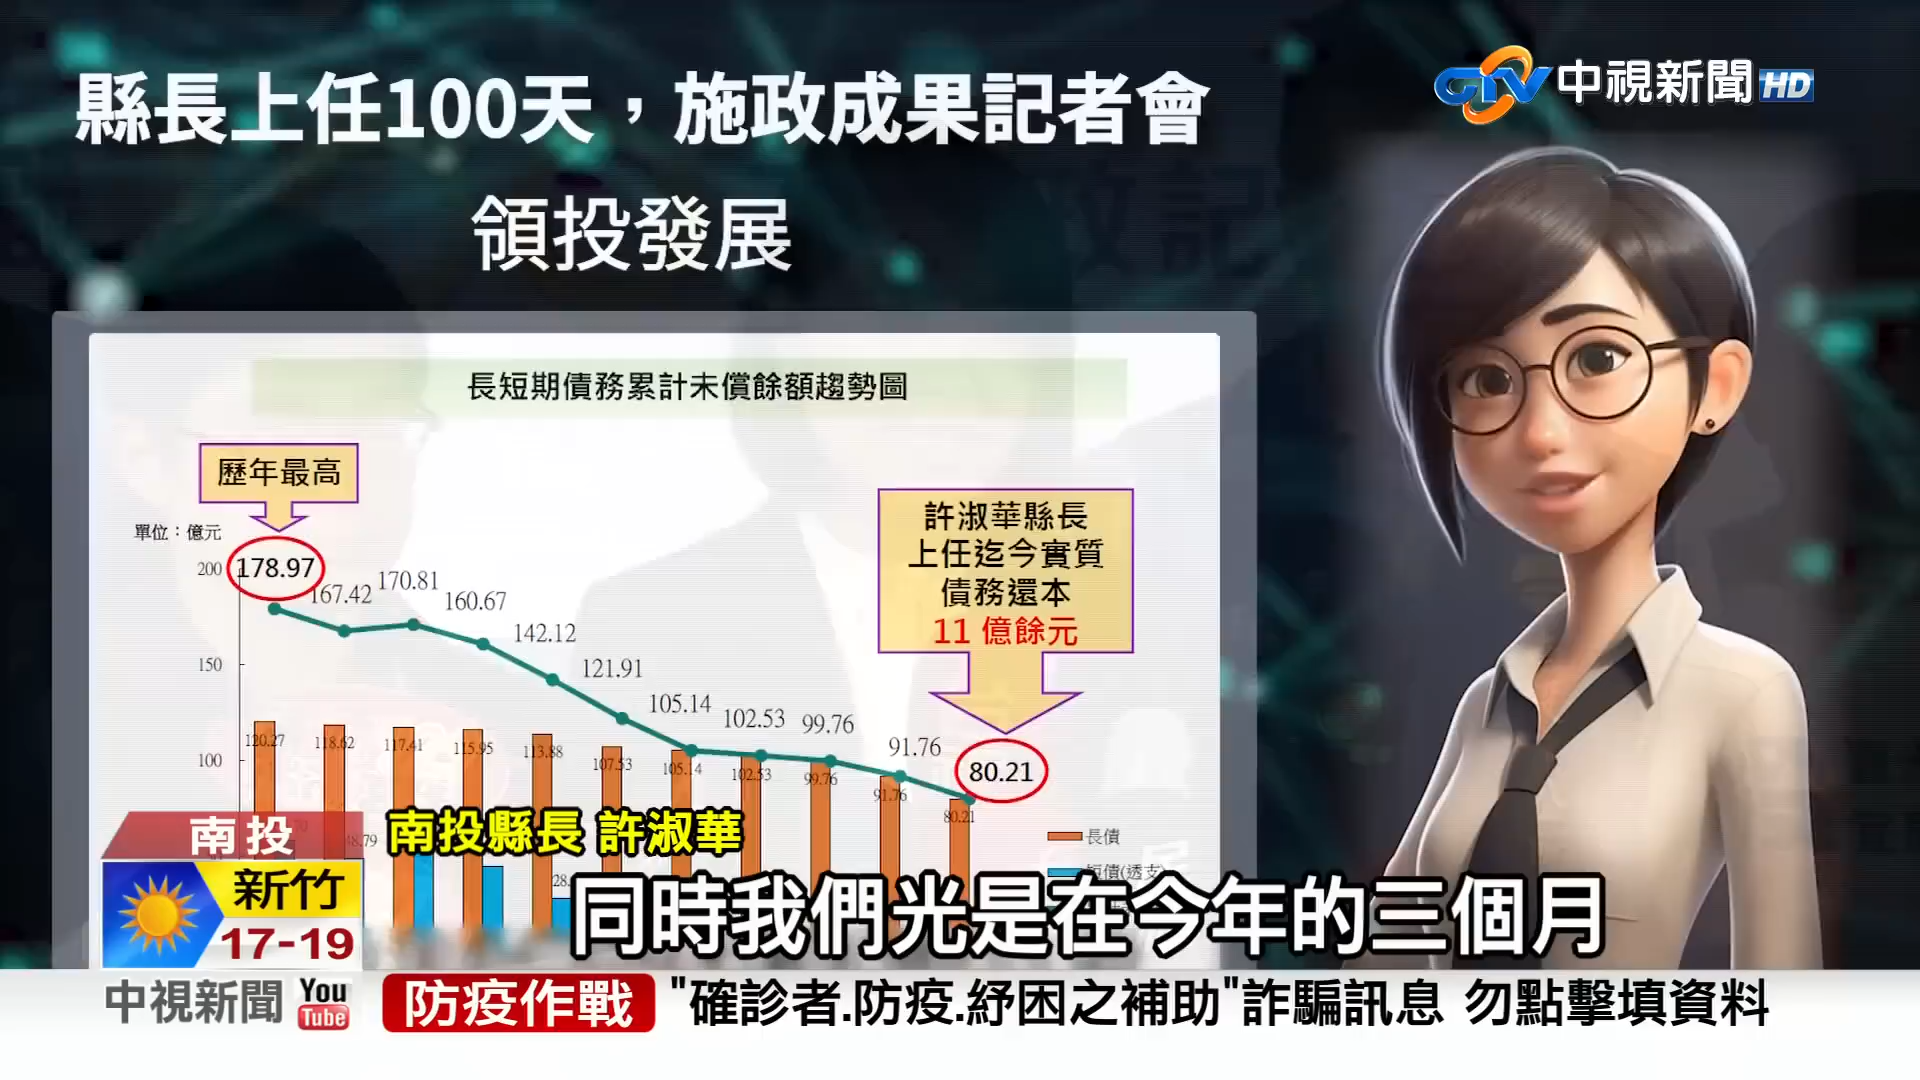 縣長上任100天，施政成果記者會
領投發展
CTV 中視新聞 HD
長短期債務累計未償餘額趨勢圖
歷年最高
單位：億元
許淑華縣長
上任迄今實質
債務還本
11 億餘元
200
150
100
178.97
167.42
170.81
160.67
142.12
121.91
105.14
102.53
99.76
91.76
80.21
120.27
118.62
117.41
115.95
113.88
107.53
105.14
102.53
99.76
91.76
80.21
長債
短債(透支)
南投
南投縣長 許淑華
新竹
17-19
同時我們光是在今年的三個月
中視新聞 You Tube
防疫作戰 "確診者.防疫.紓困之補助"詐騙訊息 勿點擊填資料